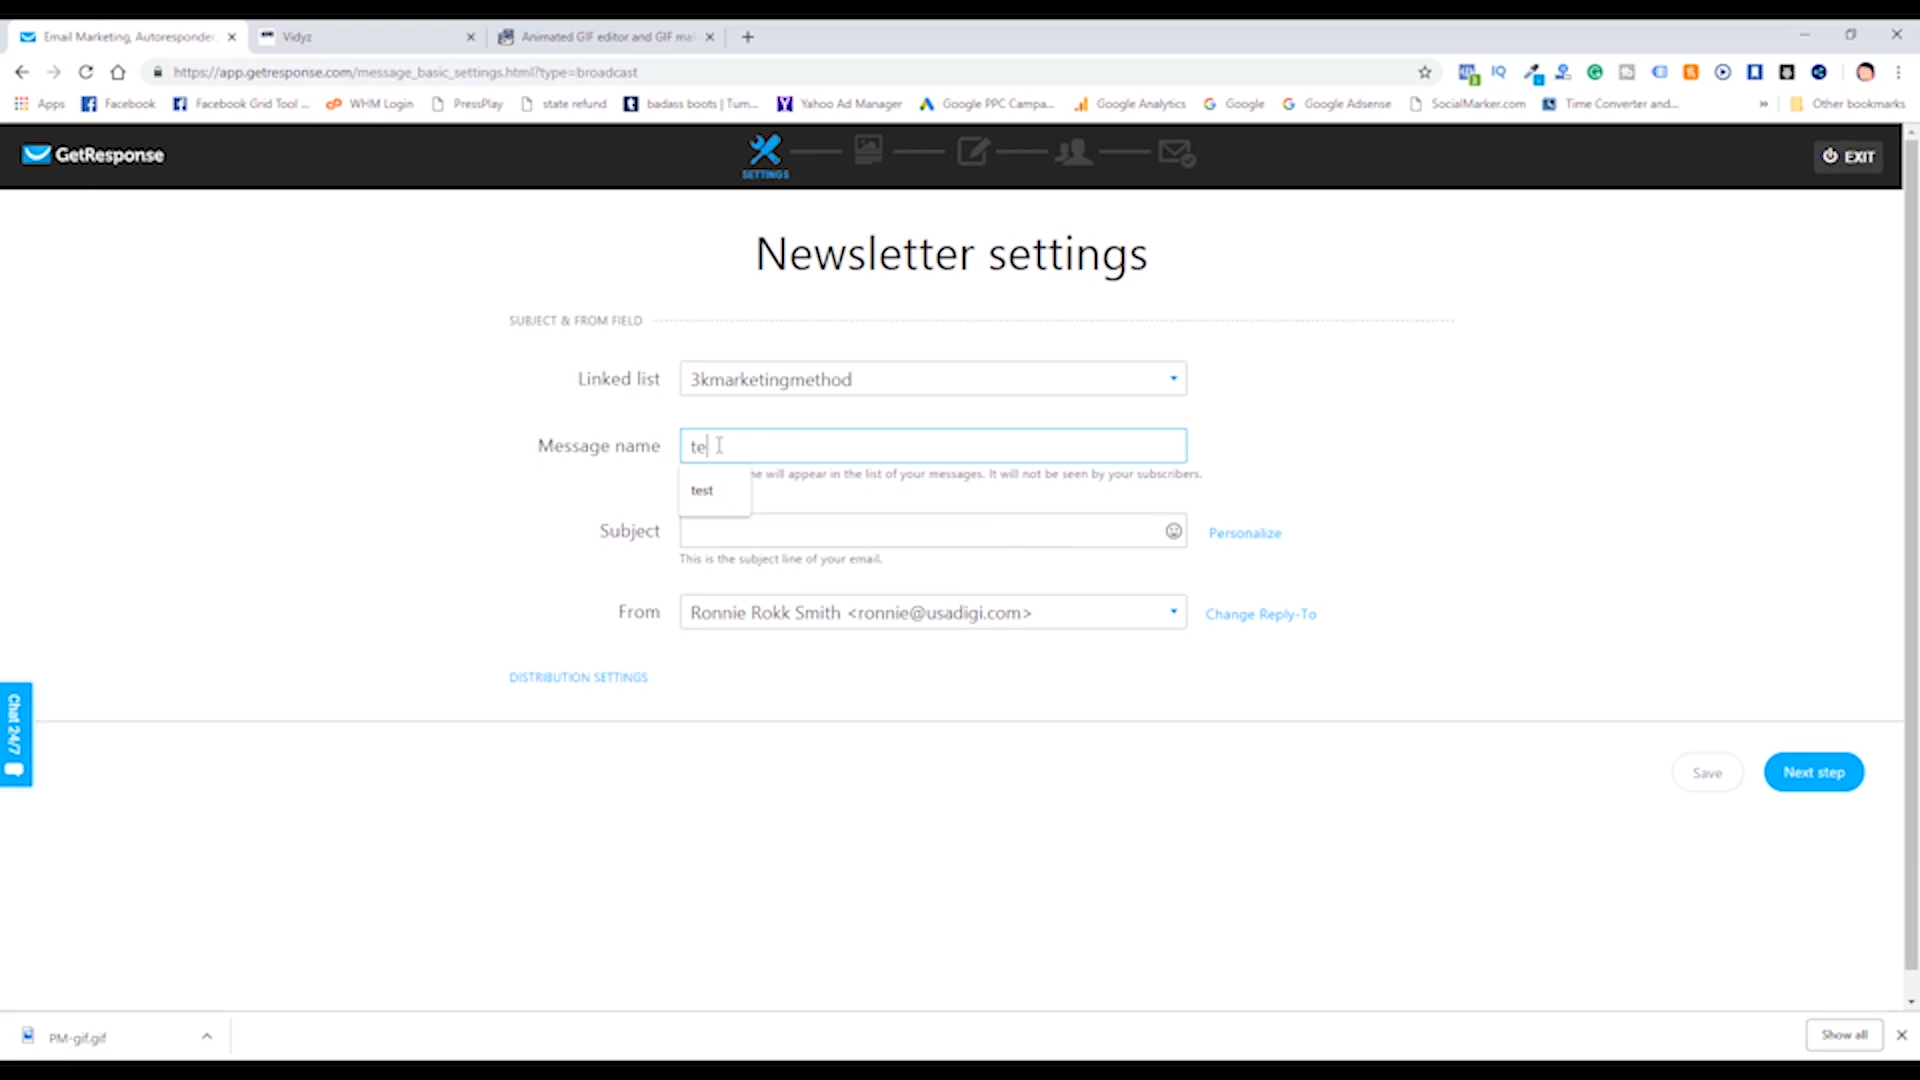 Email Marketing, Autoresponder
Vidyz
Animated GIF editor and GIF ma
https://app.getresponse.com/message_basic_settings.html?type=broadcast
Apps
Facebook
Facebook Grid Tool ...
WHM Login
PressPlay
state refund
badass boots | Tum...
Yahoo Ad Manager
Google PPC Campa...
Google Analytics
Google
Google Adsense
SocialMarker.com
Time Converter and...
»
Other bookmarks
GetResponse
SETTINGS
EXIT
Newsletter settings
SUBJECT & FROM FIELD
Linked list
3kmarketingmethod
Message name
te
will appear in the list of your messages. It will not be seen by your subscribers.
test
Subject
Personalize
This is the subject line of your email.
From
Ronnie Rokk Smith <ronnie@usadigi.com>
Change Reply-To
DISTRIBUTION SETTINGS
Chat 24/7
Save
Next step
PM-gif.gif
Show all